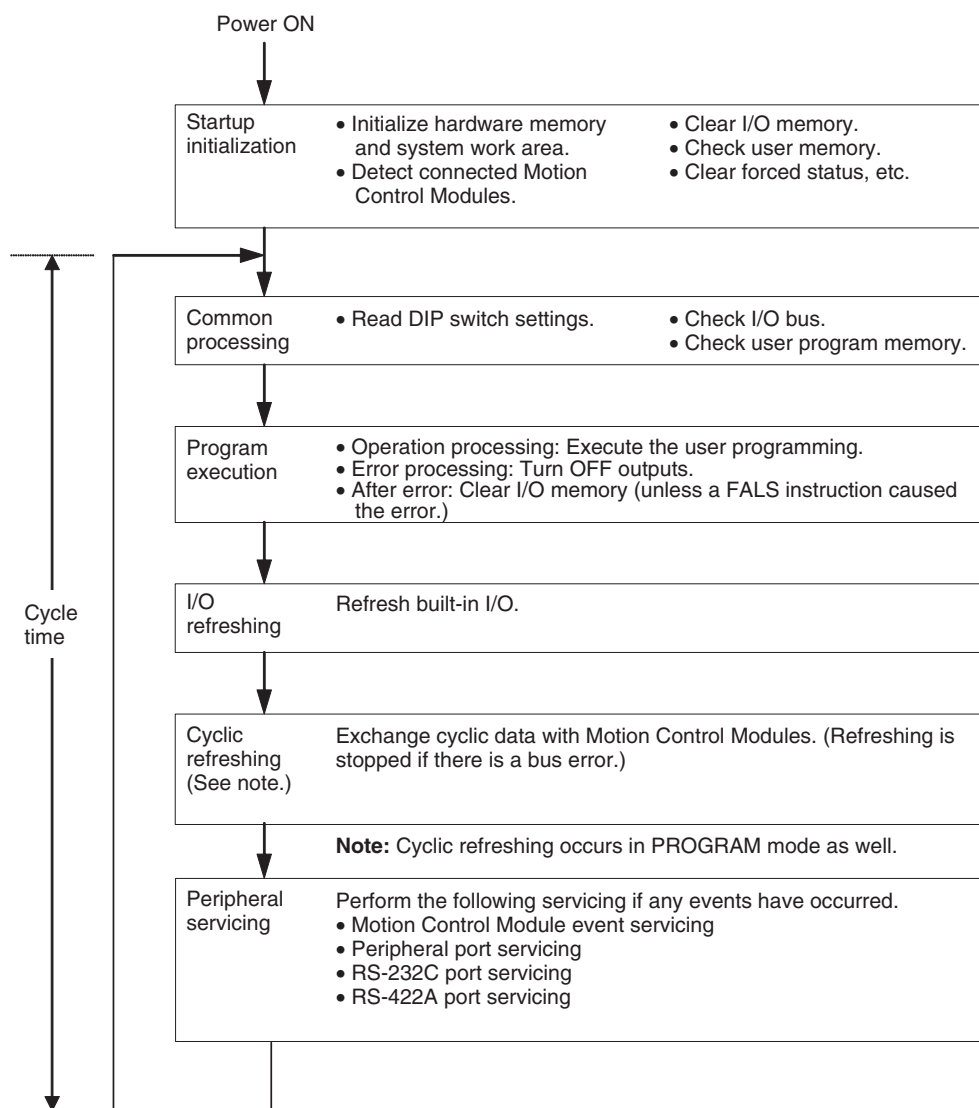 Power ON
Startup
initialization
• Initialize hardware memory
and system work area.
• Detect connected Motion
Control Modules.
• Clear I/O memory.
• Check user memory.
• Clear forced status, etc.
Common
processing
• Read DIP switch settings.
• Check I/O bus.
• Check user program memory.
Program
execution
• Operation processing: Execute the user programming.
• Error processing: Turn OFF outputs.
• After error: Clear I/O memory (unless a FALS instruction caused
the error.)
Cycle
time
I/O
refreshing
Refresh built-in I/O.
Cyclic
refreshing
(See note.)
Exchange cyclic data with Motion Control Modules. (Refreshing is
stopped if there is a bus error.)
Note: Cyclic refreshing occurs in PROGRAM mode as well.
Peripheral
servicing
Perform the following servicing if any events have occurred.
• Motion Control Module event servicing
• Peripheral port servicing
• RS-232C port servicing
• RS-422A port servicing